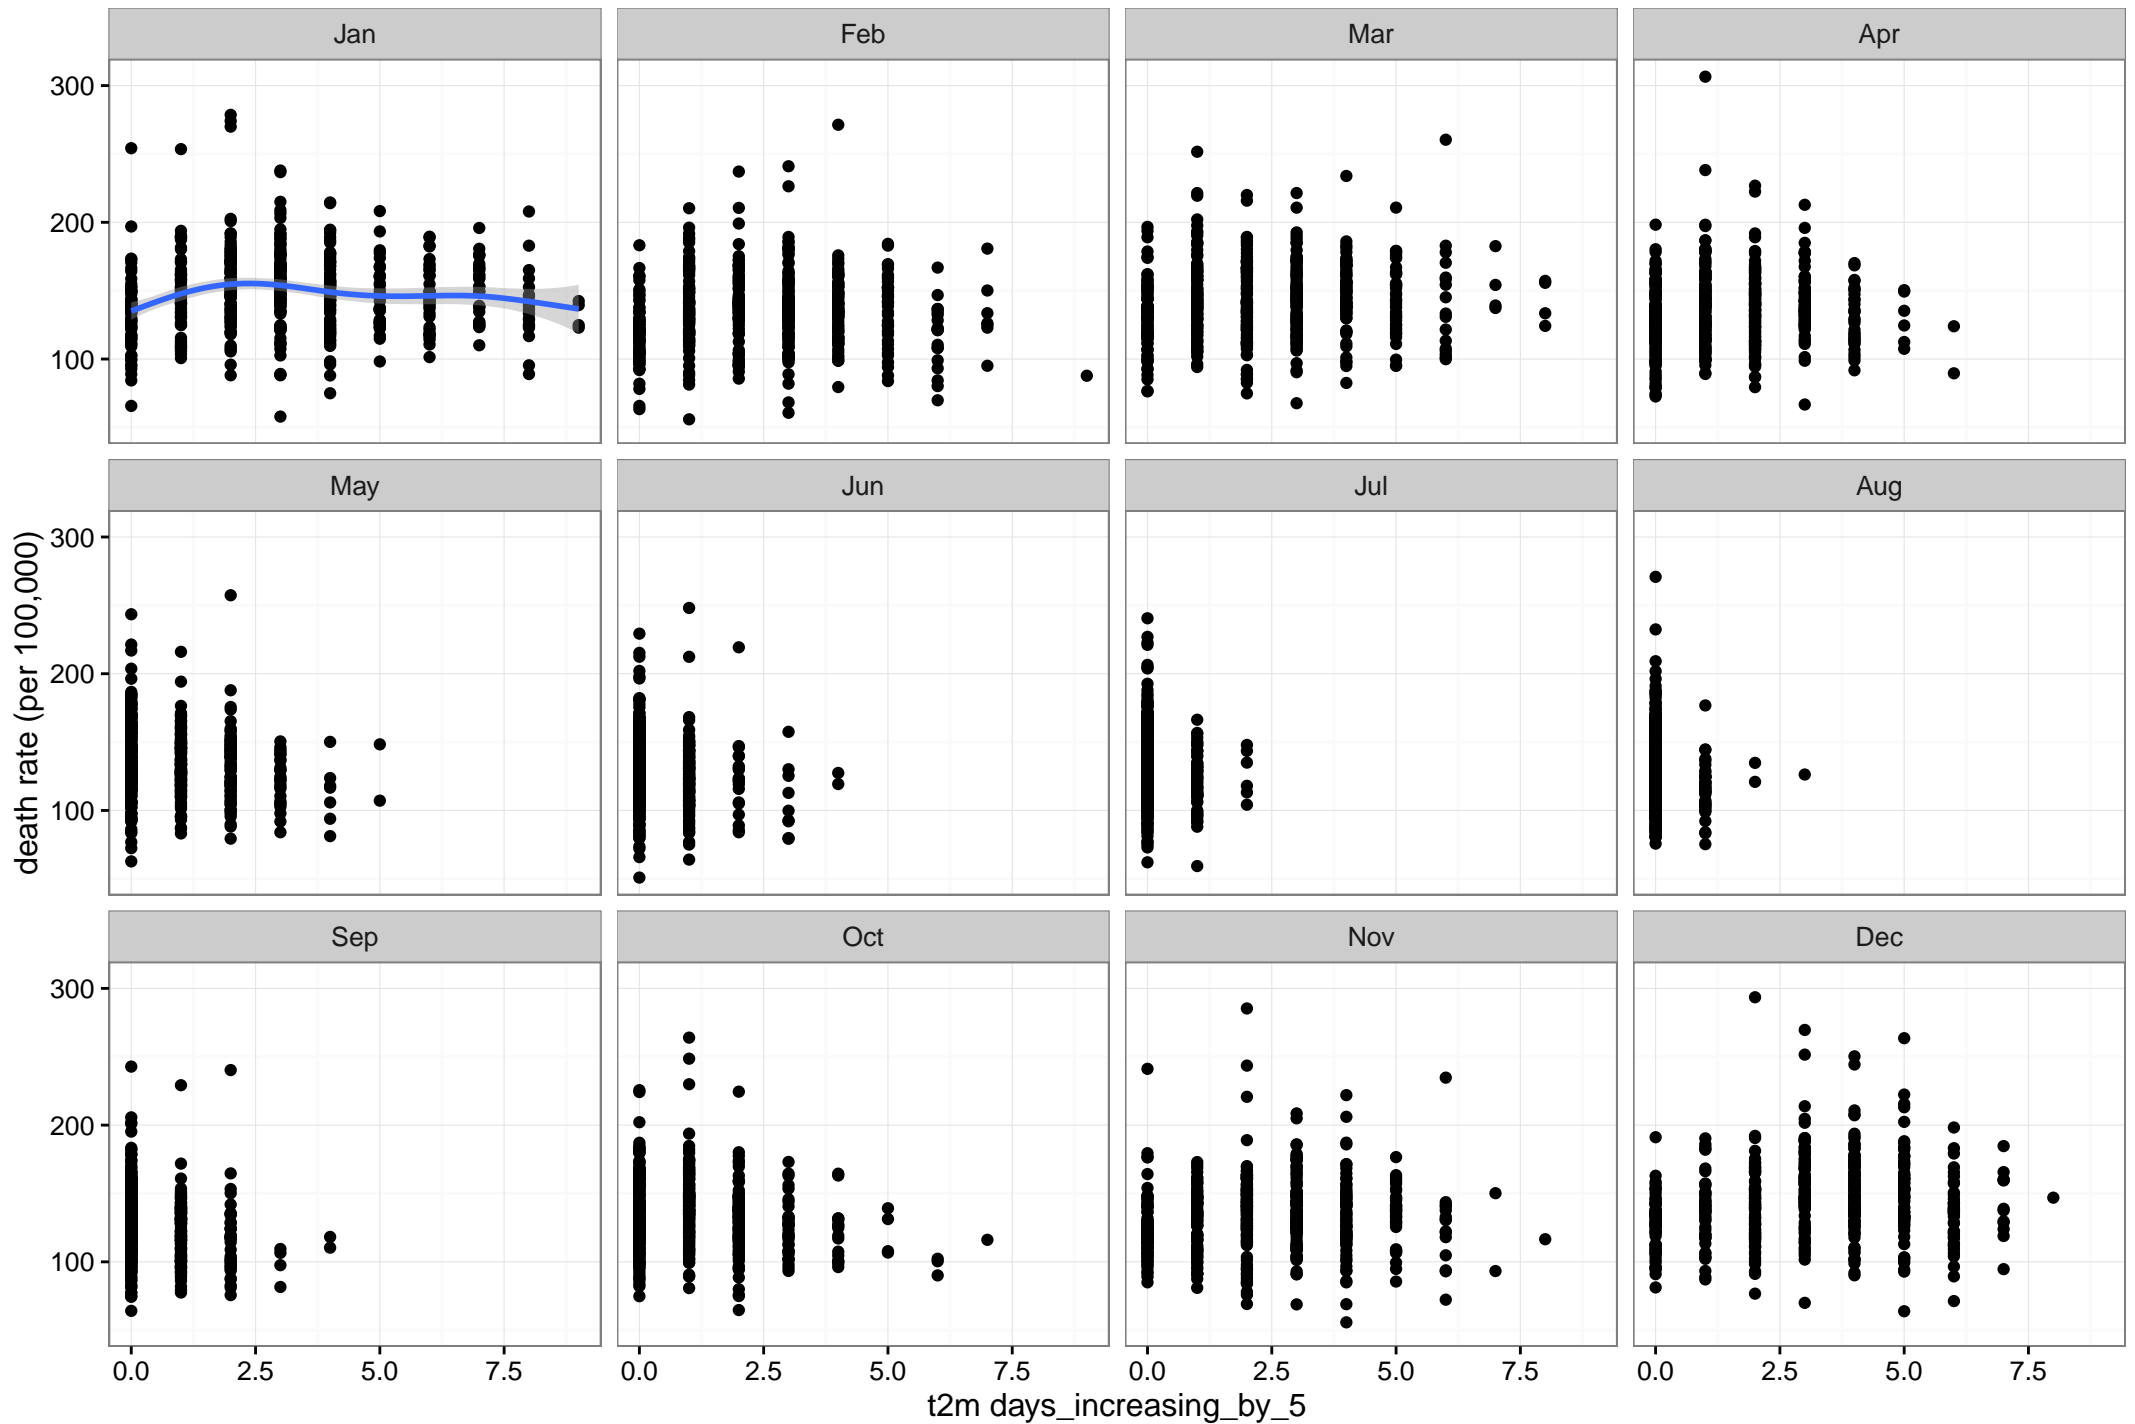 Jan Feb Mar Apr
300
200
100
May Jun Jul Aug
300
200
100
death rate (per 100,000)
Sep Oct Nov Dec
300
200
100
0.0 2.5 5.0 7.5 0.0 2.5 5.0 7.5 0.0 2.5 5.0 7.5 0.0 2.5 5.0 7.5
t2m days_increasing_by_5